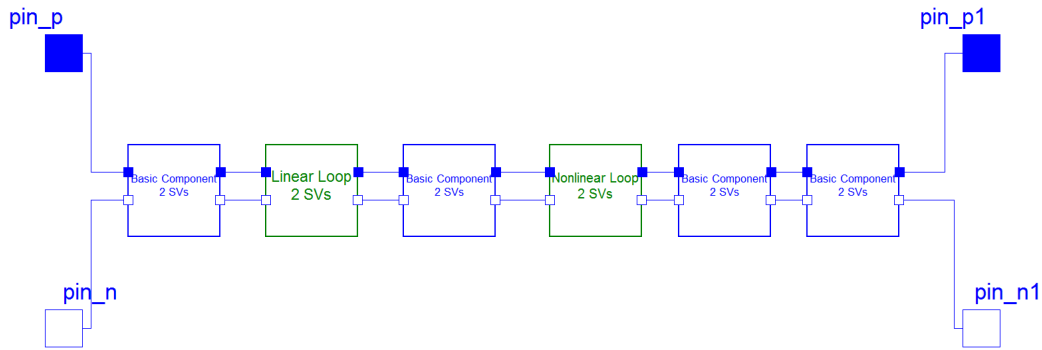 pin_p
pin_p1
Basic Component
2 SVs
Linear Loop
2 SVs
Basic Component
2 SVs
Nonlinear Loop
2 SVs
Basic Component
2 SVs
Basic Component
2 SVs
pin_n
pin_n1